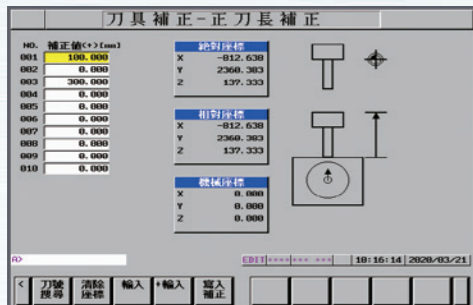 刀具補正-正刀長補正
NO. 補正值(+)[mm]
001 100.000
002 0.000
003 300.000
004 0.000
005 0.000
006 0.000
007 0.000
008 0.000
009 0.000
010 0.000
絕對座標
X -812.638
Y 2360.383
Z 137.333
相對座標
X -812.638
Y 2360.383
Z 137.333
機械座標
X 0.000
Y 0.000
Z 0.000
A>
EDIT **** *** *** 10:16:14 2020/03/21
< 刀號搜尋 清除座標 輸入 +輸入 寫入補正